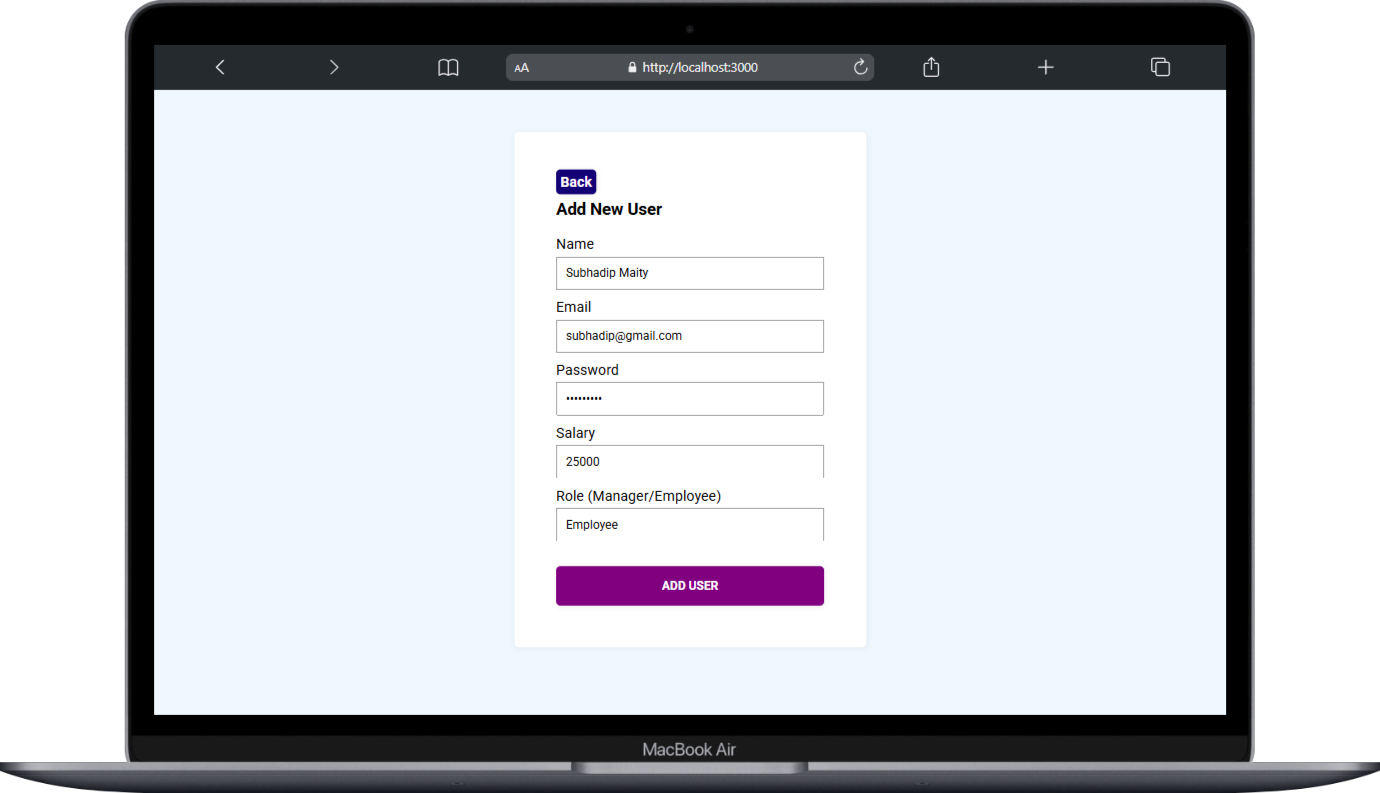 AA http://localhost:3000
Back
Add New User
Name
Subhadip Maity
Email
subhadip@gmail.com
Password
•••••••••
Salary
25000
Role (Manager/Employee)
Employee
ADD USER
MacBook Air